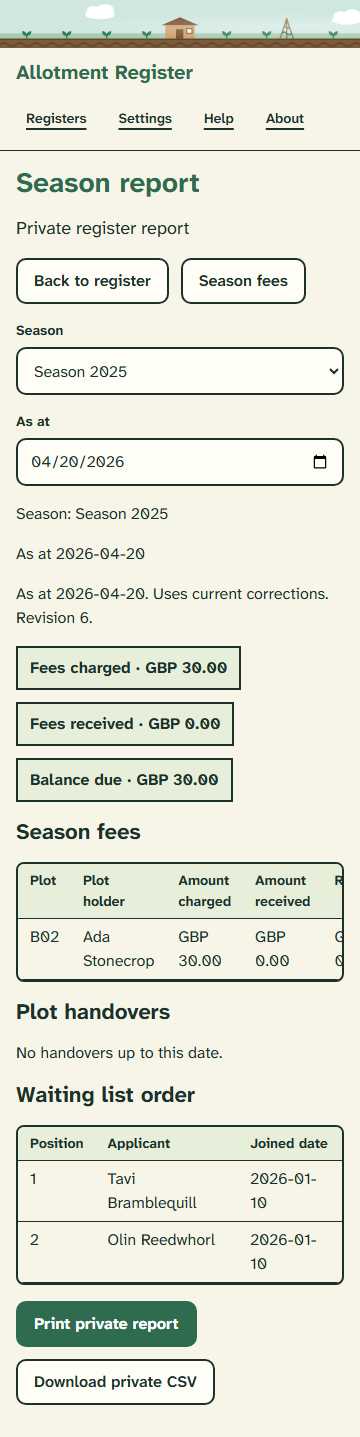 Allotment Register
Registers Settings Help About
Season report
Private register report
Back to register Season fees
Season
Season 2025
As at
04/20/2026
Season: Season 2025
As at 2026-04-20
As at 2026-04-20. Uses current corrections.
Revision 6.
Fees charged · GBP 30.00
Fees received · GBP 0.00
Balance due · GBP 30.00
Season fees
Plot Plot Amount Amount
holder charged received
B02 Ada GBP GBP
Stonecrop 30.00 0.00
Plot handovers
No handovers up to this date.
Waiting list order
Position Applicant Joined date
1 Tavi 2026-01-
Bramblequill 10
2 Olin Reedwhorl 2026-01-
10
Print private report
Download private CSV